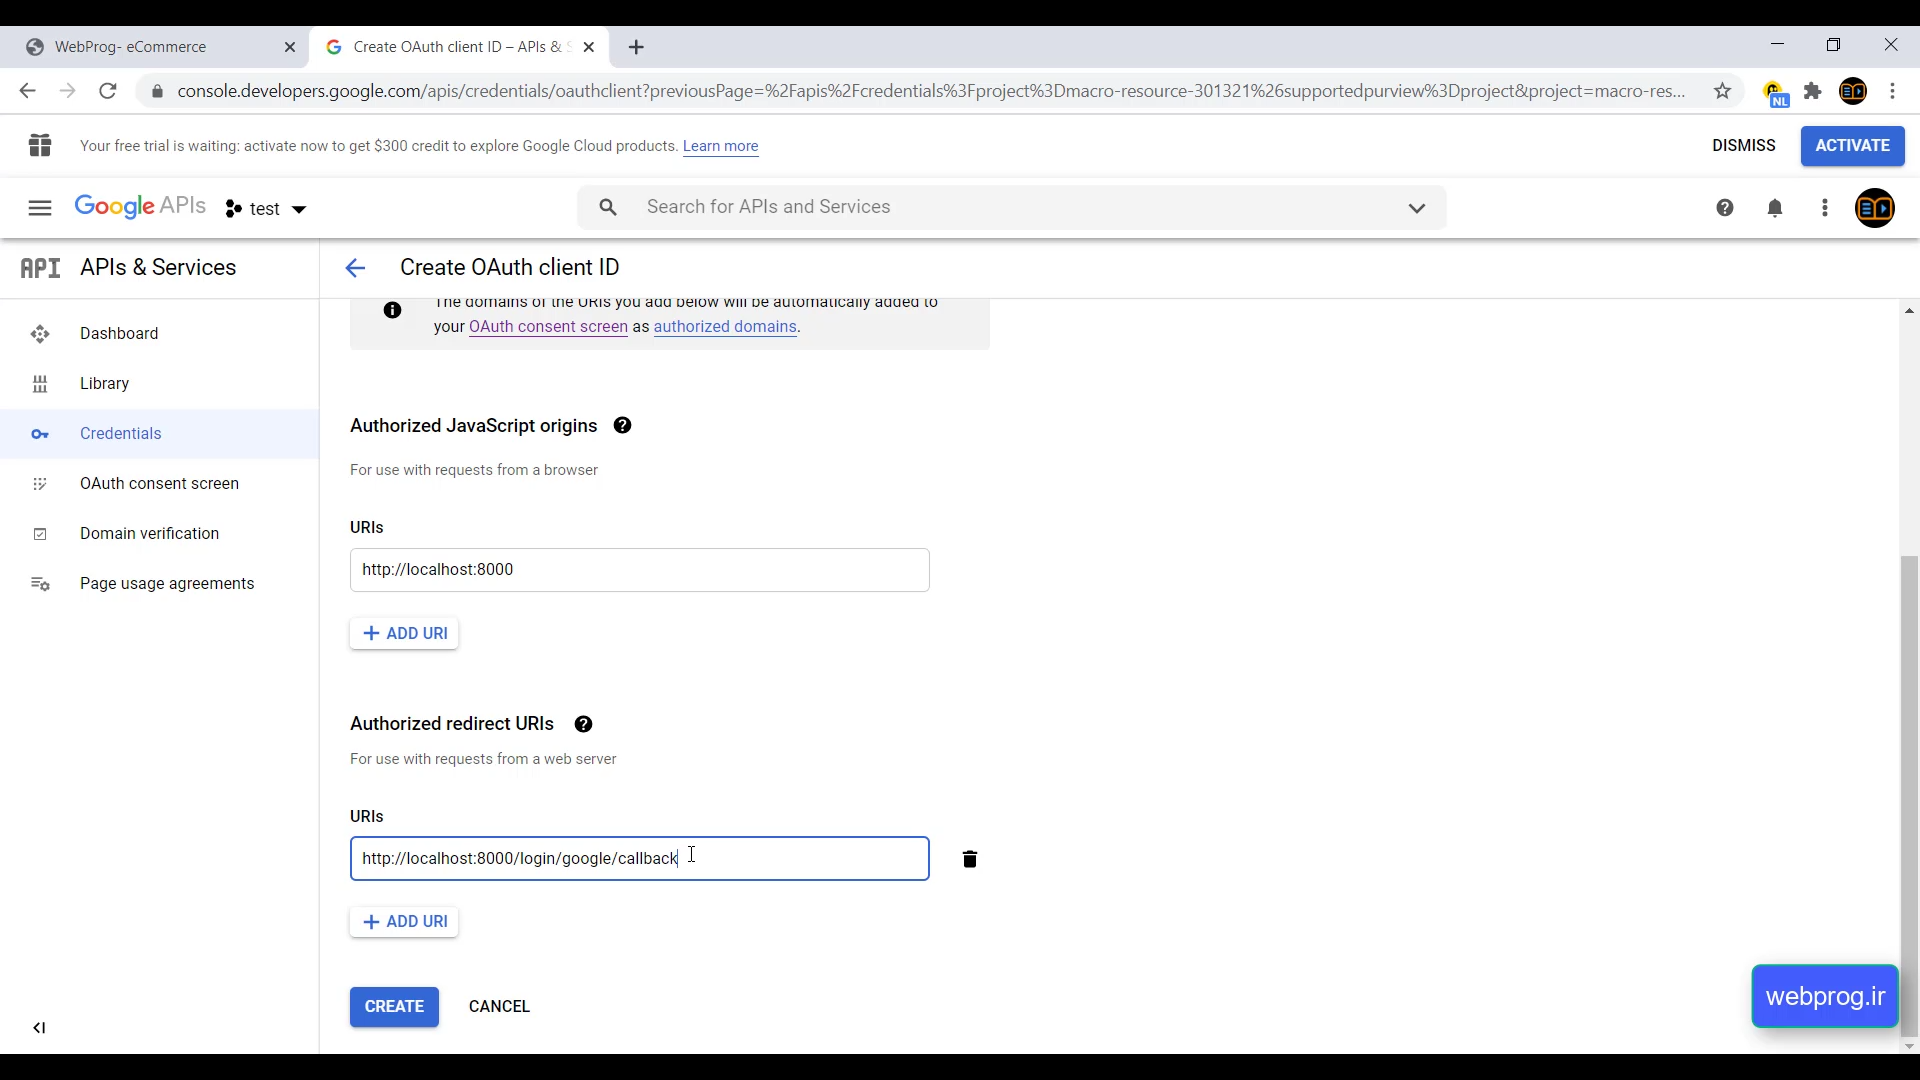 WebProg- eCommerce
Create OAuth client ID – APIs & S
console.developers.google.com/apis/credentials/oauthclient?previousPage=%2Fapis%2Fcredentials%3Fproject%3Dmacro-resource-301321%26supportedpurview%3Dproject&project=macro-res...
NL
Your free trial is waiting: activate now to get $300 credit to explore Google Cloud products. Learn more
DISMISS
ACTIVATE
Google APIs
test
Search for APIs and Services
API APIs & Services
Create OAuth client ID
Dashboard
Library
Credentials
OAuth consent screen
Domain verification
Page usage agreements
The domains of the URIs you add below will be automatically added to
your OAuth consent screen as authorized domains.
Authorized JavaScript origins
For use with requests from a browser
URIs
http://localhost:8000
+ ADD URI
Authorized redirect URIs
For use with requests from a web server
URIs
http://localhost:8000/login/google/callback
+ ADD URI
CREATE
CANCEL
webprog.ir